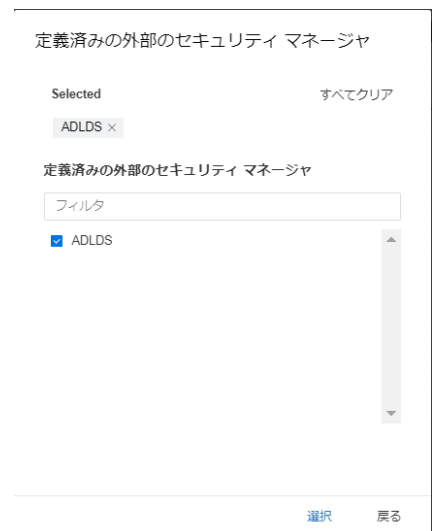 定義済みの外部のセキュリティ マネージャ
Selected すべてクリア
ADLDS ×
定義済みの外部のセキュリティ マネージャ
フィルタ
ADLDS
選択 戻る